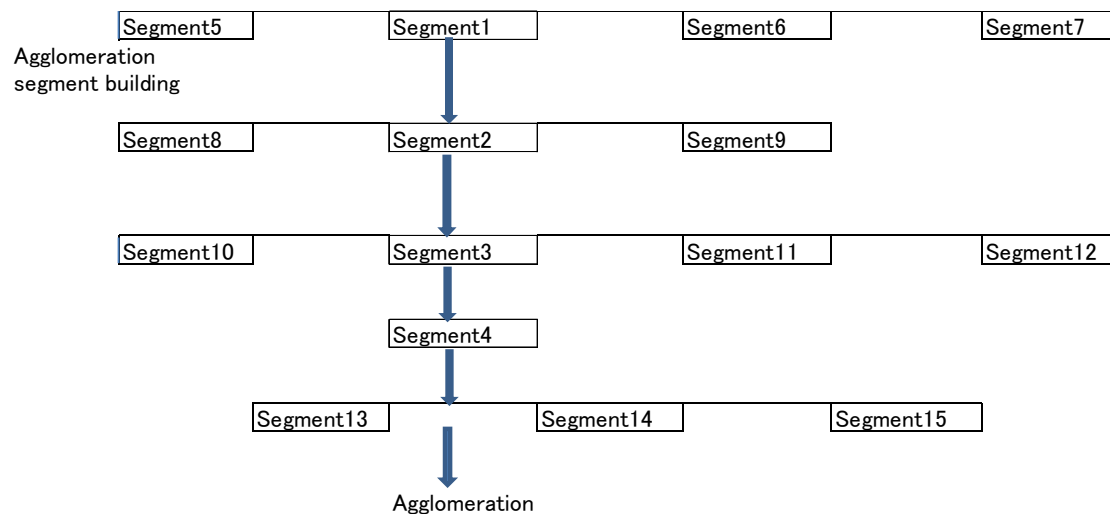 Segment5
Segment1
Segment6
Segment7
Agglomeration
segment building
Segment8
Segment2
Segment9
Segment10
Segment3
Segment11
Segment12
Segment4
Segment13
Segment14
Segment15
Agglomeration